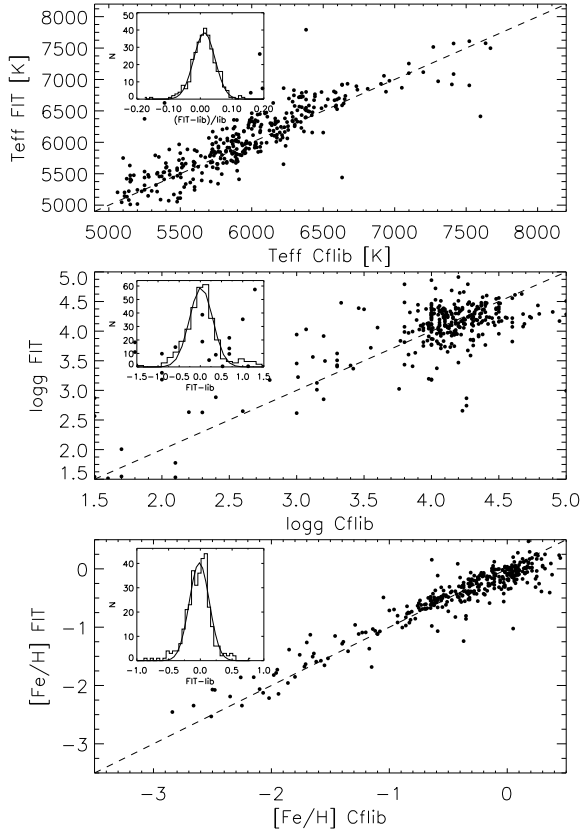 8000
7500
7000
6500
6000
5500
5000
Teff FIT [K]
50
40
30
20
10
0
N
−0.20 −0.10 0.00 0.10 0.20
(FIT−lib)/lib
5000 5500 6000 6500 7000 7500 8000
Teff Cflib [K]
5.0
4.5
4.0
3.5
3.0
2.5
2.0
1.5
logg FIT
60
50
40
30
20
10
0
N
−1.5 −1.0 −0.5 0.0 0.5 1.0 1.5
FIT−lib
1.5 2.0 2.5 3.0 3.5 4.0 4.5 5.0
logg Cflib
0
−1
−2
−3
[Fe/H] FIT
40
30
20
10
0
N
−1.0 −0.5 0.0 0.5 1.0
FIT−lib
−3 −2 −1 0
[Fe/H] Cflib